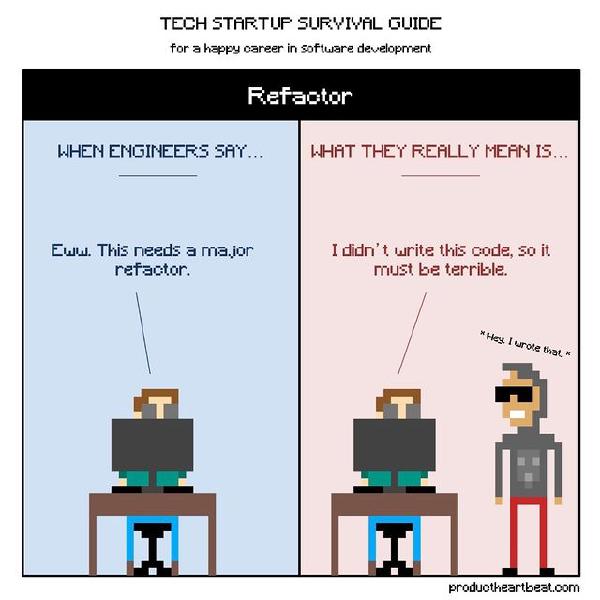 TECH STARTUP SURVIVAL GUIDE
for a happy career in software development
Refactor
WHEN ENGINEERS SAY...
Eww. This needs a major
refactor.
WHAT THEY REALLY MEAN IS...
I didn't write this code, so it
must be terrible.
*Hey. I wrote that.*
productheartbeat.com